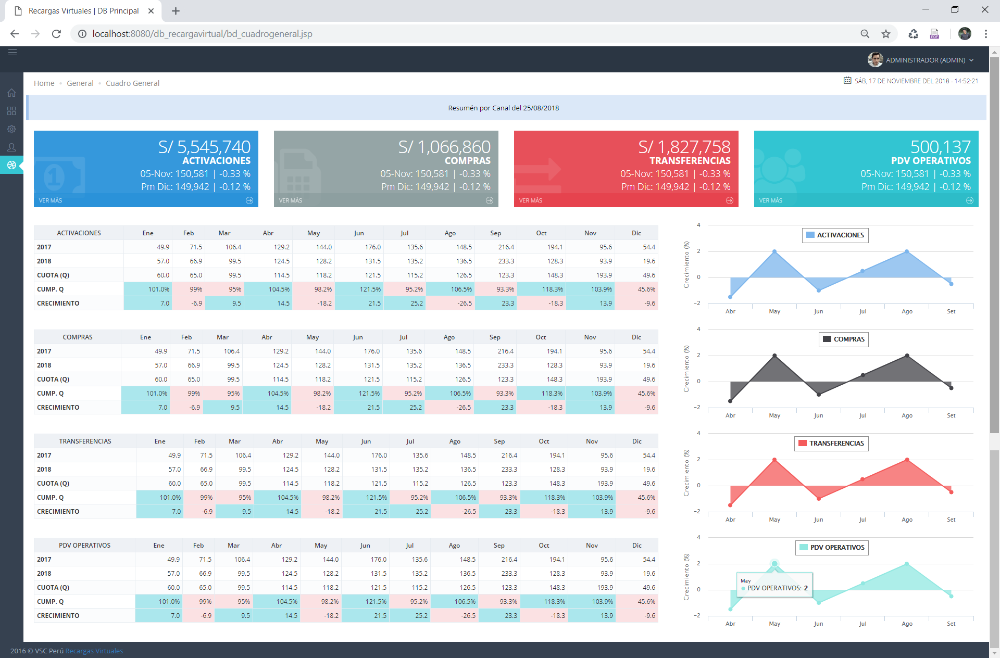 Recargas Virtuales | DB Principal
localhost:8080/db_recargavirtual/bd_cuadrogeneral.jsp
PDF
ADMINISTRADOR (ADMIN)
Home • General • Cuadro General
SÁB, 17 DE NOVIEMBRE DEL 2018 - 14:52:21
Resumén por Canal del 25/08/2018
S/ 5,545,740
ACTIVACIONES
05-Nov: 150,581 | -0.33 %
Pm Dic: 149,942 | -0.12 %
VER MÁS
S/ 1,066,860
COMPRAS
05-Nov: 150,581 | -0.33 %
Pm Dic: 149,942 | -0.12 %
VER MÁS
S/ 1,827,758
TRANSFERENCIAS
05-Nov: 150,581 | -0.33 %
Pm Dic: 149,942 | -0.12 %
VER MÁS
500,137
PDV OPERATIVOS
05-Nov: 150,581 | -0.33 %
Pm Dic: 149,942 | -0.12 %
VER MÁS
ACTIVACIONES Ene Feb Mar Abr May Jun Jul Ago Sep Oct Nov Dic
2017 49.9 71.5 106.4 129.2 144.0 176.0 135.6 148.5 216.4 194.1 95.6 54.4
2018 57.0 66.9 99.5 124.5 128.2 131.5 135.2 136.5 233.3 128.3 93.9 19.6
CUOTA (Q) 60.0 65.0 99.5 114.5 118.2 121.5 115.2 126.5 123.3 148.3 193.9 49.6
CUMP. Q 101.0% 99% 95% 104.5% 98.2% 121.5% 95.2% 106.5% 93.3% 118.3% 103.9% 45.6%
CRECIMIENTO 7.0 -6.9 9.5 14.5 -18.2 21.5 25.2 -26.5 23.3 -18.3 13.9 -9.6
ACTIVACIONES
Crecimiento (%)
4
2
0
-2
Abr May Jun Jul Ago Set
COMPRAS Ene Feb Mar Abr May Jun Jul Ago Sep Oct Nov Dic
2017 49.9 71.5 106.4 129.2 144.0 176.0 135.6 148.5 216.4 194.1 95.6 54.4
2018 57.0 66.9 99.5 124.5 128.2 131.5 135.2 136.5 233.3 128.3 93.9 19.6
CUOTA (Q) 60.0 65.0 99.5 114.5 118.2 121.5 115.2 126.5 123.3 148.3 193.9 49.6
CUMP. Q 101.0% 99% 95% 104.5% 98.2% 121.5% 95.2% 106.5% 93.3% 118.3% 103.9% 45.6%
CRECIMIENTO 7.0 -6.9 9.5 14.5 -18.2 21.5 25.2 -26.5 23.3 -18.3 13.9 -9.6
COMPRAS
Crecimiento (%)
4
2
0
-2
Abr May Jun Jul Ago Set
TRANSFERENCIAS Ene Feb Mar Abr May Jun Jul Ago Sep Oct Nov Dic
2017 49.9 71.5 106.4 129.2 144.0 176.0 135.6 148.5 216.4 194.1 95.6 54.4
2018 57.0 66.9 99.5 124.5 128.2 131.5 135.2 136.5 233.3 128.3 93.9 19.6
CUOTA (Q) 60.0 65.0 99.5 114.5 118.2 121.5 115.2 126.5 123.3 148.3 193.9 49.6
CUMP. Q 101.0% 99% 95% 104.5% 98.2% 121.5% 95.2% 106.5% 93.3% 118.3% 103.9% 45.6%
CRECIMIENTO 7.0 -6.9 9.5 14.5 -18.2 21.5 25.2 -26.5 23.3 -18.3 13.9 -9.6
TRANSFERENCIAS
Crecimiento (%)
4
2
0
-2
Abr May Jun Jul Ago Set
PDV OPERATIVOS Ene Feb Mar Abr May Jun Jul Ago Sep Oct Nov Dic
2017 49.9 71.5 106.4 129.2 144.0 176.0 135.6 148.5 216.4 194.1 95.6 54.4
2018 57.0 66.9 99.5 124.5 128.2 131.5 135.2 136.5 233.3 128.3 93.9 19.6
CUOTA (Q) 60.0 65.0 99.5 114.5 118.2 121.5 115.2 126.5 123.3 148.3 193.9 49.6
CUMP. Q 101.0% 99% 95% 104.5% 98.2% 121.5% 95.2% 106.5% 93.3% 118.3% 103.9% 45.6%
CRECIMIENTO 7.0 -6.9 9.5 14.5 -18.2 21.5 25.2 -26.5 23.3 -18.3 13.9 -9.6
PDV OPERATIVOS
Crecimiento (%)
4
2
0
-2
May
PDV OPERATIVOS: 2
Abr May Jun Jul Ago Set
2016 © VSC Perú Recargas Virtuales